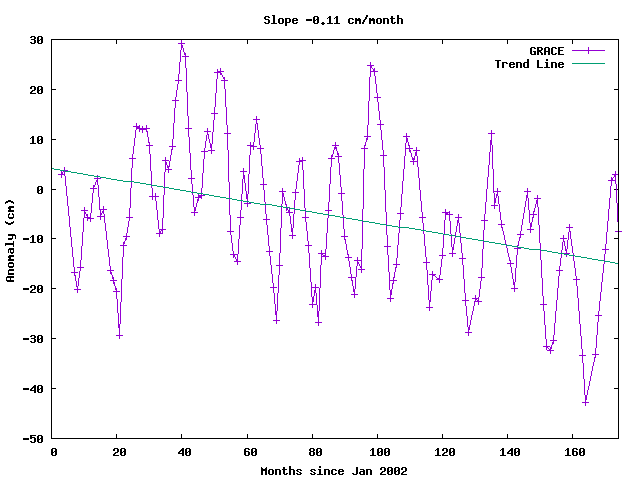 Slope -0.11 cm/month
GRACE
Trend Line
30
20
10
0
-10
-20
-30
-40
-50
Anomaly (cm)
0 20 40 60 80 100 120 140 160
Months since Jan 2002